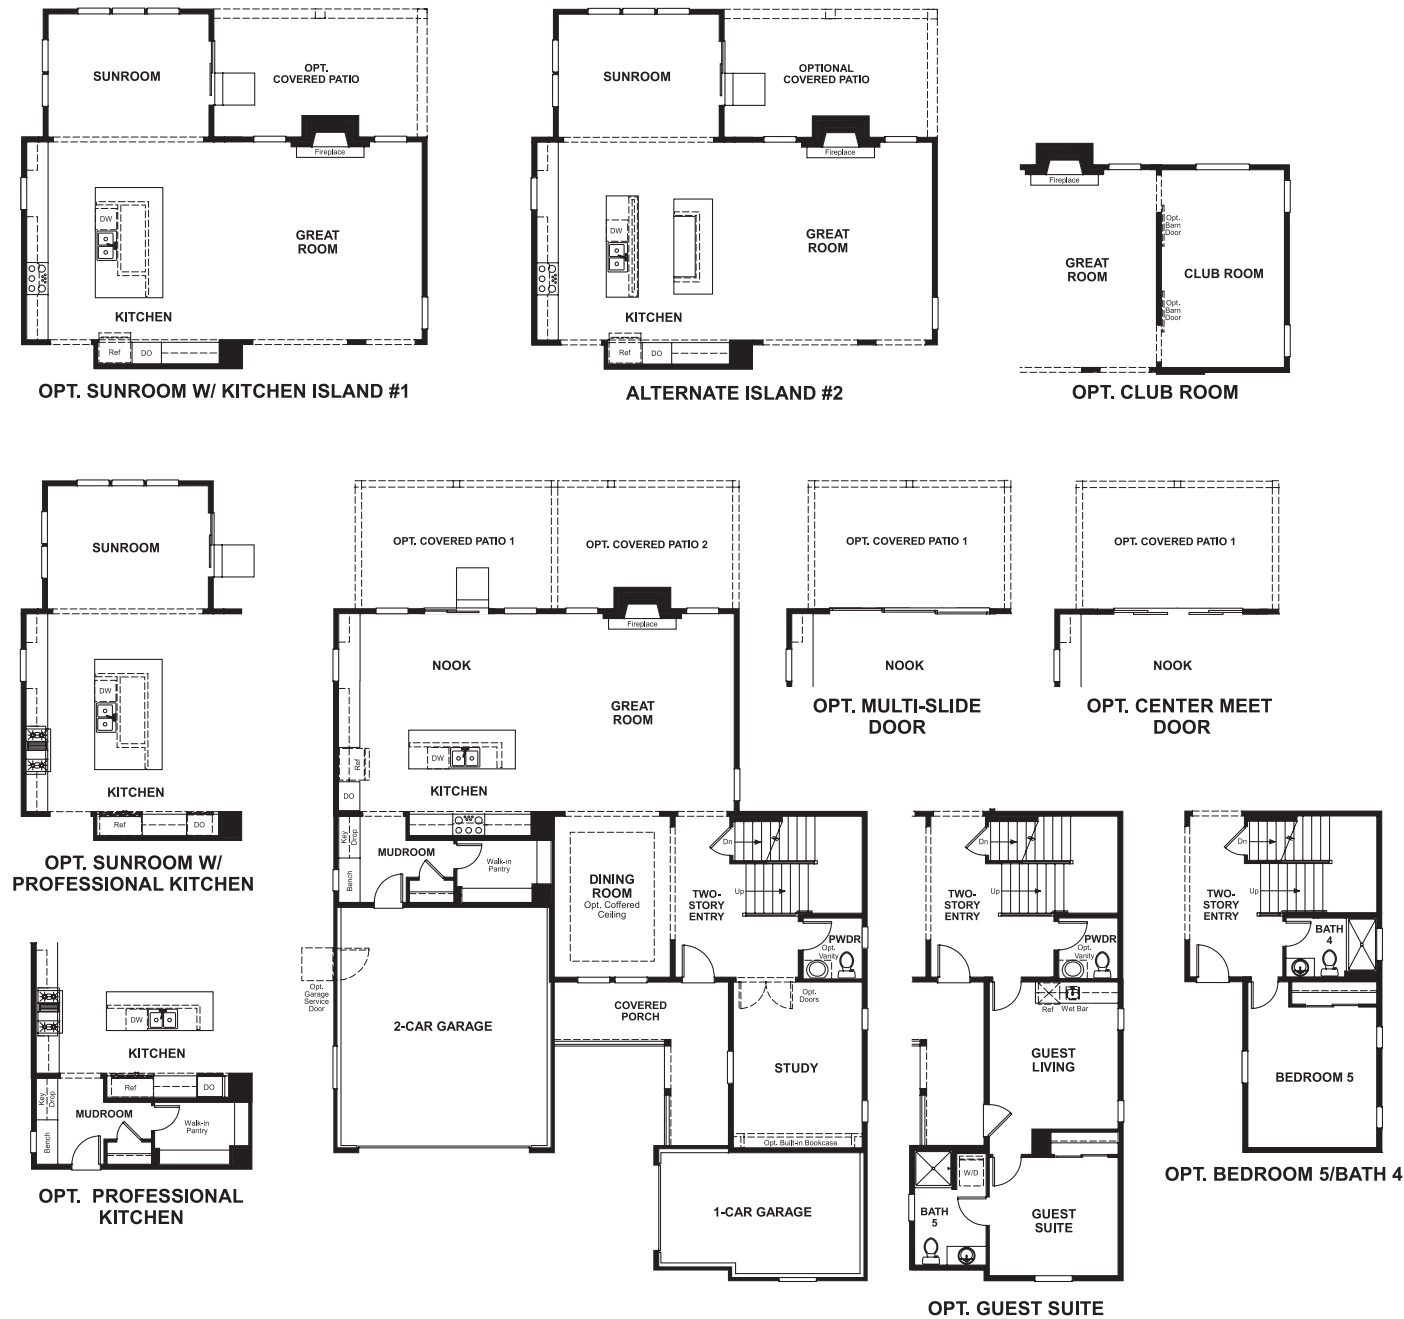 SUNROOM
OPT.
COVERED PATIO
Fireplace
DW
GREAT
ROOM
KITCHEN
Ref
DO
OPT. SUNROOM W/ KITCHEN ISLAND #1
SUNROOM
OPTIONAL
COVERED PATIO
Fireplace
DW
GREAT
ROOM
KITCHEN
Ref
DO
ALTERNATE ISLAND #2
Fireplace
Opt.
Barn
Door
GREAT
ROOM
CLUB ROOM
Opt.
Barn
Door
OPT. CLUB ROOM
SUNROOM
DW
KITCHEN
Ref
DO
OPT. SUNROOM W/
PROFESSIONAL KITCHEN
OPT. COVERED PATIO 1
OPT. COVERED PATIO 2
Fireplace
NOOK
GREAT
ROOM
Ref
DW
DO
KITCHEN
Key
Drop
MUDROOM
Walk-in
Pantry
Bench
DINING
ROOM
Opt. Coffered
Ceiling
Dn
Up
TWO-
STORY
ENTRY
PWDR
Opt.
Vanity
Opt.
Garage
Service
Door
2-CAR GARAGE
COVERED
PORCH
Opt.
Doors
STUDY
Opt. Built-in Bookcase
1-CAR GARAGE
OPT. COVERED PATIO 1
NOOK
OPT. MULTI-SLIDE
DOOR
OPT. COVERED PATIO 1
NOOK
OPT. CENTER MEET
DOOR
DW
KITCHEN
Ref
DO
Key
Drop
MUDROOM
Walk-in
Pantry
Bench
OPT. PROFESSIONAL
KITCHEN
Dn
Up
TWO-
STORY
ENTRY
PWDR
Opt.
Vanity
Ref
Wet Bar
GUEST
LIVING
W/D
BATH
5
GUEST
SUITE
OPT. GUEST SUITE
Dn
Up
TWO-
STORY
ENTRY
BATH
4
BEDROOM 5
OPT. BEDROOM 5/BATH 4